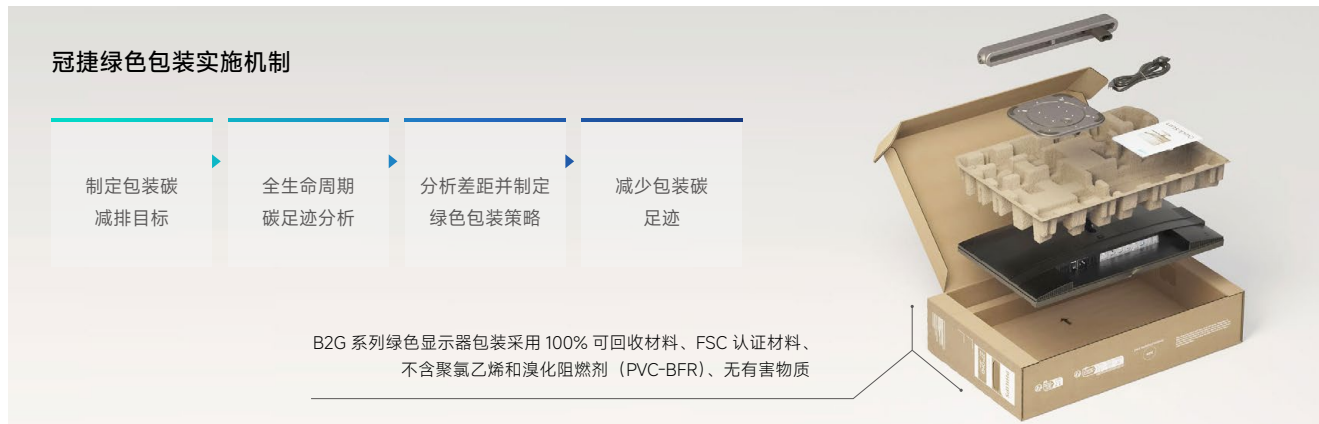 冠捷绿色包装实施机制
制定包装碳
减排目标
全生命周期
碳足迹分析
分析差距并制定
绿色包装策略
减少包装碳
足迹
B2G 系列绿色显示器包装采用 100% 可回收材料、FSC 认证材料、
不含聚氯乙烯和溴化阻燃剂（PVC-BFR）、无有害物质